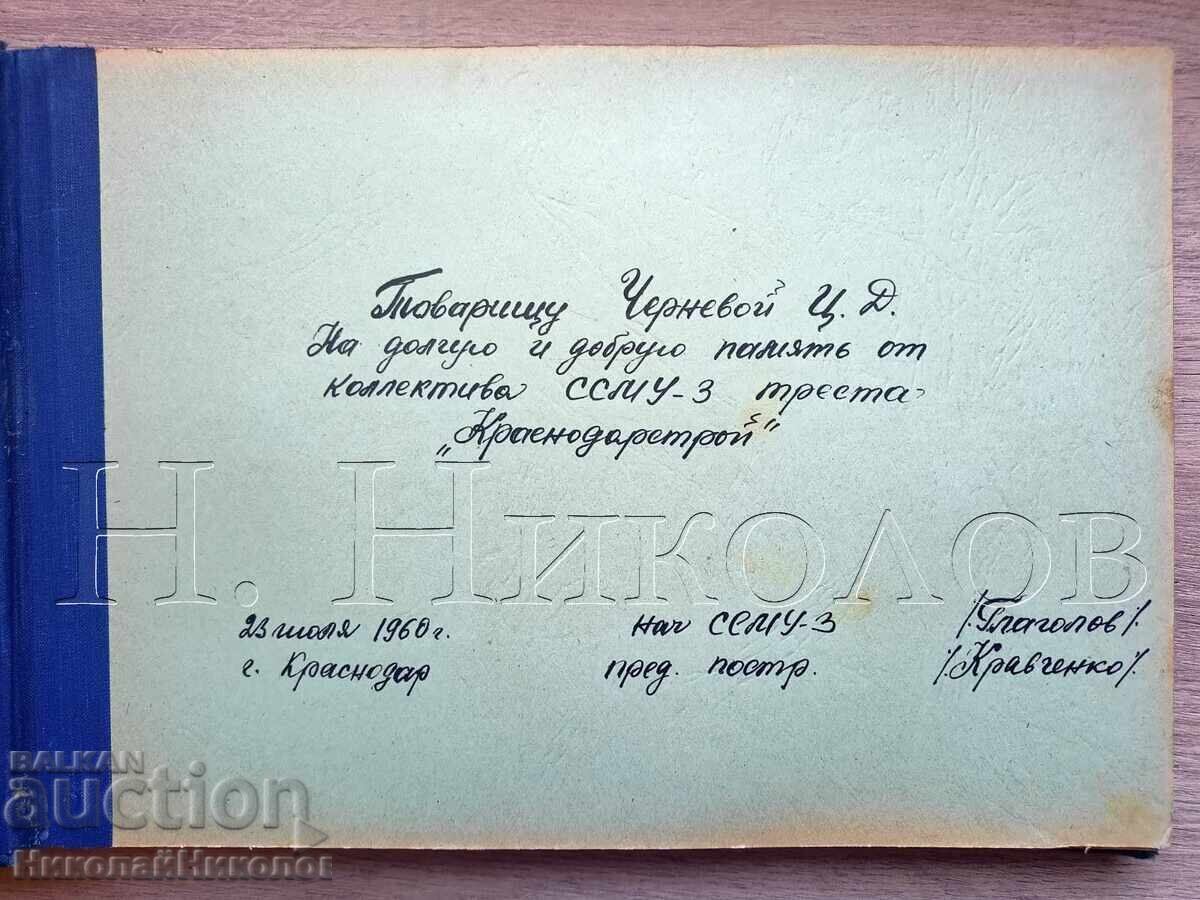 Товарищу Черневой Ц. Д.
На долгую и добрую память от
коллектива ССМУ-3 треста
„Краснодарстрой“
Н. Николов
23 июля 1960 г.
нач ССМУ-3
/Глаголов/.
г. Краснодар
пред. постр.
/Кравченко/.
BALKAN
auction
НиколайНиколов